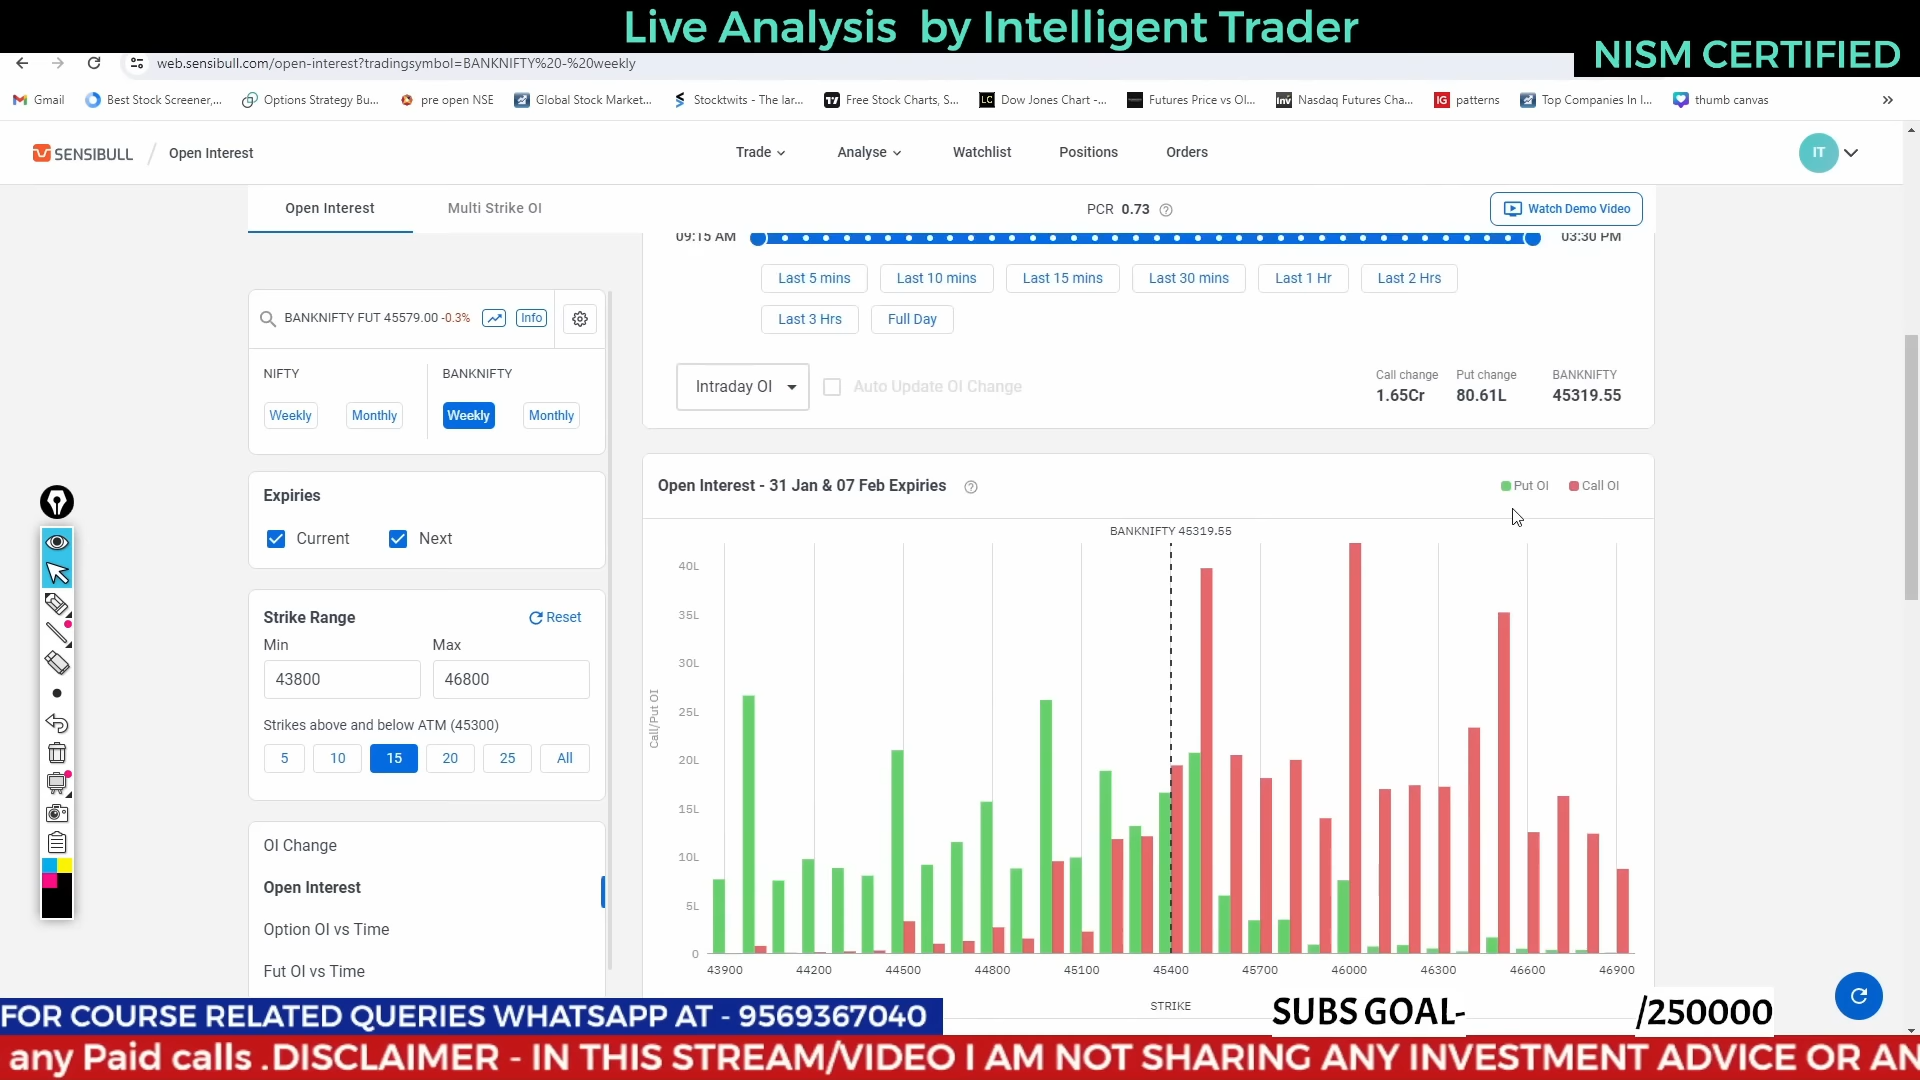 Live Analysis by Intelligent Trader
NISM CERTIFIED
web.sensibull.com/open-interest?tradingsymbol=BANKNIFTY%20-%20weekly
Gmail Best Stock Screener,... Options Strategy Bu... pre open NSE Global Stock Market... Stocktwits - The lar... Free Stock Charts, S... Dow Jones Chart -... Futures Price vs OI... Nasdaq Futures Cha... IG patterns Top Companies In I... thumb canvas
SENSIBULL / Open Interest Trade Analyse Watchlist Positions Orders IT
Open Interest Multi Strike OI PCR 0.73 Watch Demo Video
09:15 AM 03:30 PM
Last 5 mins Last 10 mins Last 15 mins Last 30 mins Last 1 Hr Last 2 Hrs
Last 3 Hrs Full Day
BANKNIFTY FUT 45579.00 -0.3% Info
NIFTY BANKNIFTY
Weekly Monthly Weekly Monthly
Intraday OI Auto Update OI Change
Call change Put change BANKNIFTY
1.65Cr 80.61L 45319.55
Expiries
Current Next
Strike Range Reset
Min Max
43800 46800
Strikes above and below ATM (45300)
5 10 15 20 25 All
OI Change
Open Interest
Option OI vs Time
Fut OI vs Time
Open Interest - 31 Jan & 07 Feb Expiries
Put OI Call OI
BANKNIFTY 45319.55
Call/Put OI
40L
35L
30L
25L
20L
15L
10L
5L
0
43900 44200 44500 44800 45100 45400 45700 46000 46300 46600 46900
STRIKE
FOR COURSE RELATED QUERIES WHATSAPP AT - 9569367040
SUBS GOAL- /250000
any Paid calls .DISCLAIMER - IN THIS STREAM/VIDEO I AM NOT SHARING ANY INVESTMENT ADVICE OR AN